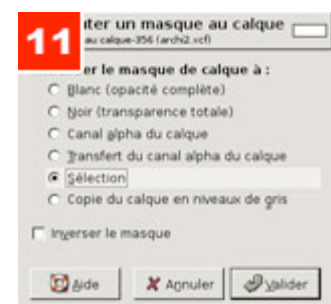 11
uter un masque au calque
au calque-356 (archi2.xcf)
er le masque de calque à :
Blanc (opacité complète)
Noir (transparence totale)
Canal alpha du calque
Transfert du canal alpha du calque
Sélection
Copie du calque en niveaux de gris
Inverser le masque
Aide
Annuler
Valider